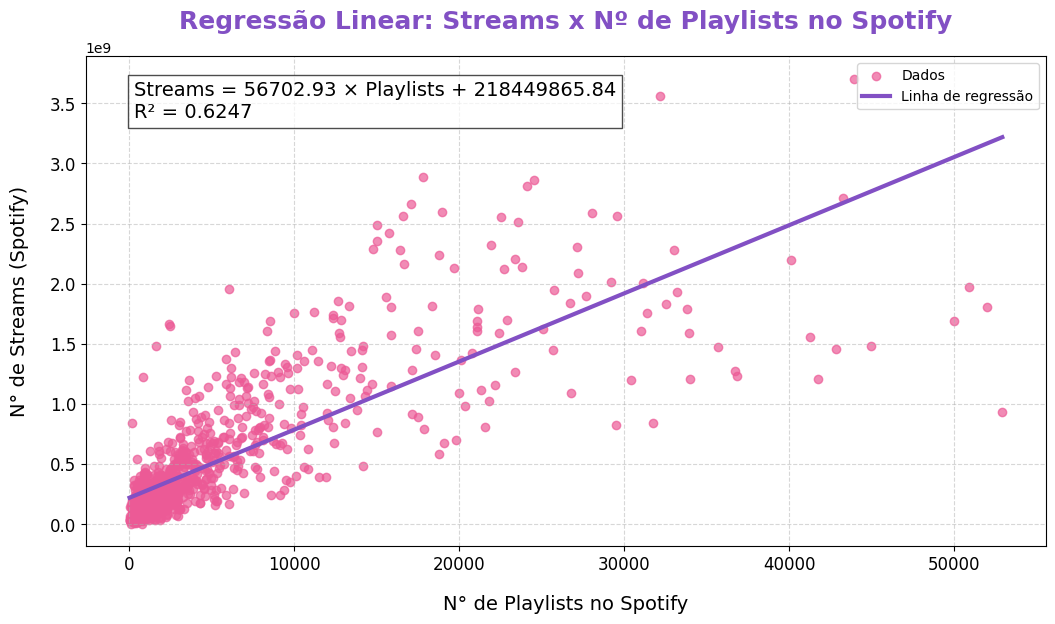 Regressão Linear: Streams x Nº de Playlists no Spotify
1e9
Streams = 56702.93 × Playlists + 218449865.84
R² = 0.6247
Dados
Linha de regressão
N° de Streams (Spotify)
3.5
3.0
2.5
2.0
1.5
1.0
0.5
0.0
0
10000
20000
30000
40000
50000
N° de Playlists no Spotify